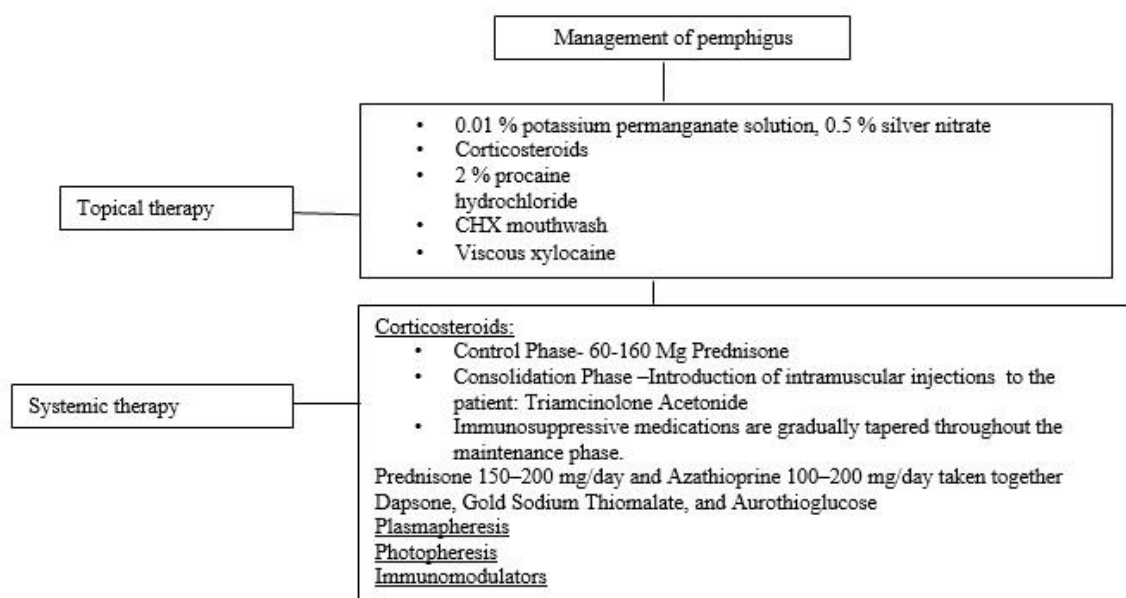 Management of pemphigus
• 0.01 % potassium permanganate solution, 0.5 % silver nitrate
• Corticosteroids
• 2 % procaine
hydrochloride
• CHX mouthwash
• Viscous xylocaine
Topical therapy
Corticosteroids:
• Control Phase- 60-160 Mg Prednisone
• Consolidation Phase –Introduction of intramuscular injections to the
patient: Triamcinolone Acetonide
• Immunosuppressive medications are gradually tapered throughout the
maintenance phase.
Prednisone 150–200 mg/day and Azathioprine 100–200 mg/day taken together
Dapsone, Gold Sodium Thiomalate, and Aurothioglucose
Plasmapheresis
Photopheresis
Immunomodulators
Systemic therapy